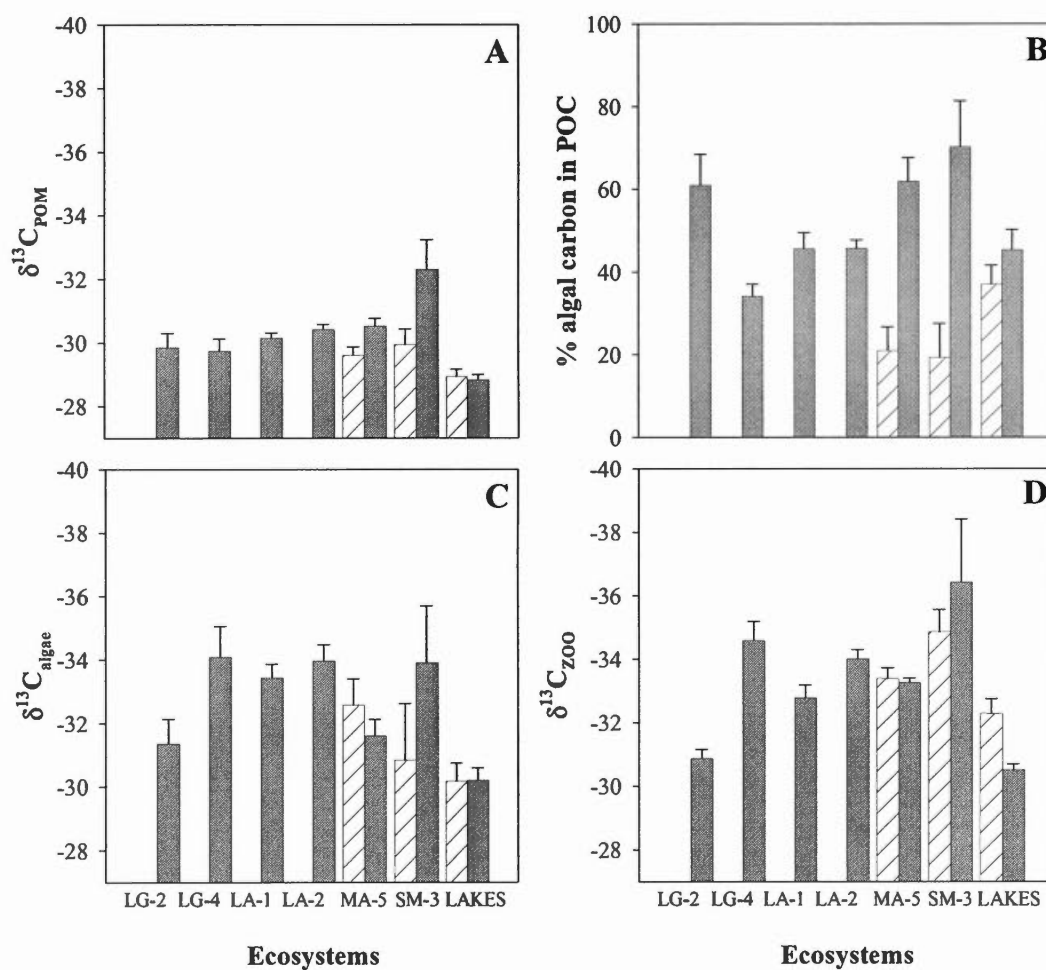 A
-40
-38
-36
-34
-32
-30
-28
δ¹³C_POM
B
100
80
60
40
20
0
% algal carbon in POC
C
-40
-38
-36
-34
-32
-30
-28
δ¹³C_algae
LG-2 LG-4 LA-1 LA-2 MA-5 SM-3 LAKES
Ecosystems
D
-40
-38
-36
-34
-32
-30
-28
δ¹³C_ZOO
LG-2 LG-4 LA-1 LA-2 MA-5 SM-3 LAKES
Ecosystems